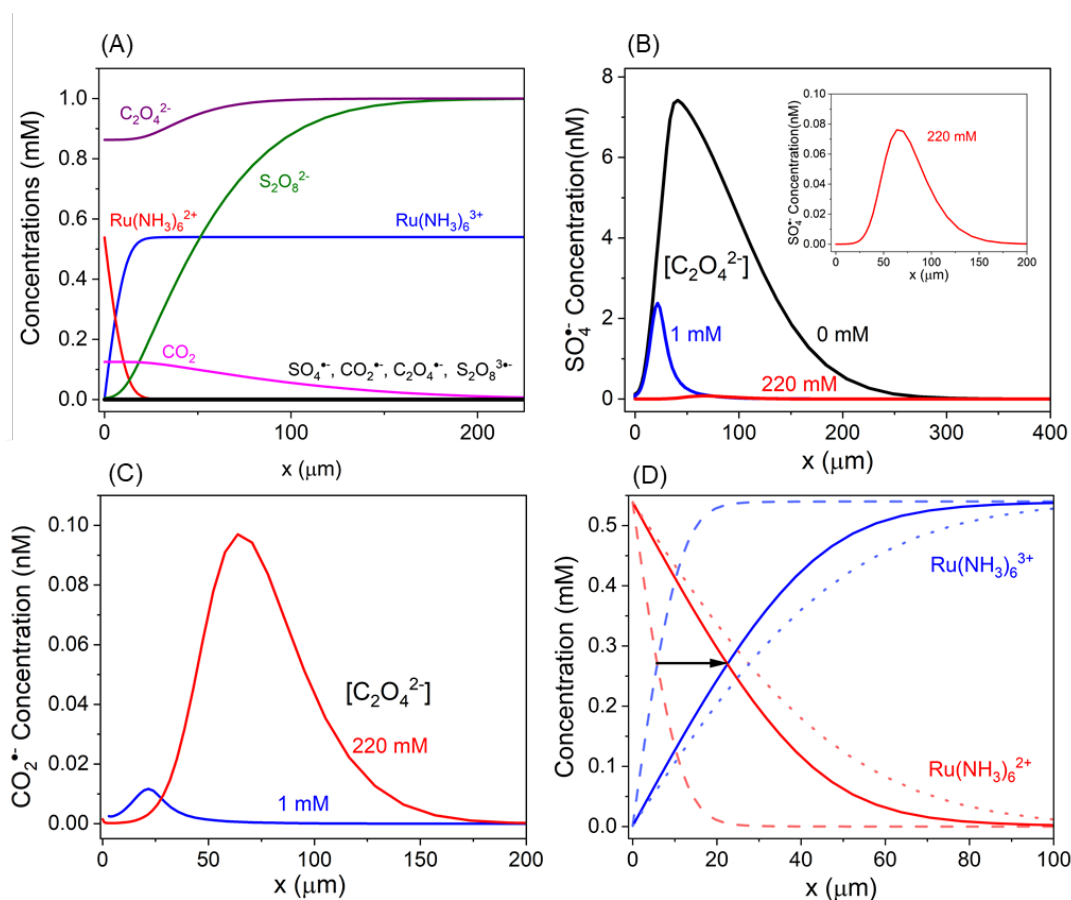 (A)
Concentrations (mM)
1.0
0.8
0.6
0.4
0.2
0.0
C₂O₄²⁻
S₂O₈²⁻
Ru(NH₃)₆²⁺
Ru(NH₃)₆³⁺
CO₂
SO₄•⁻, CO₂•⁻, C₂O₄•⁻, S₂O₈³•⁻
0
100
200
x (μm)
(B)
SO₄•⁻ Concentration(nM)
8
6
4
2
0
[C₂O₄²⁻]
0 mM
1 mM
220 mM
0
100
200
300
400
x (μm)
SO₄•⁻ Concentration(nM)
0.10
0.08
0.06
0.04
0.02
0.00
220 mM
0
50
100
150
200
x (μm)
(C)
CO₂•⁻ Concentration (nM)
0.10
0.08
0.06
0.04
0.02
0.00
[C₂O₄²⁻]
220 mM
1 mM
0
50
100
150
200
x (μm)
(D)
Concentration (mM)
0.5
0.4
0.3
0.2
0.1
0.0
Ru(NH₃)₆³⁺
Ru(NH₃)₆²⁺
0
20
40
60
80
100
x (μm)